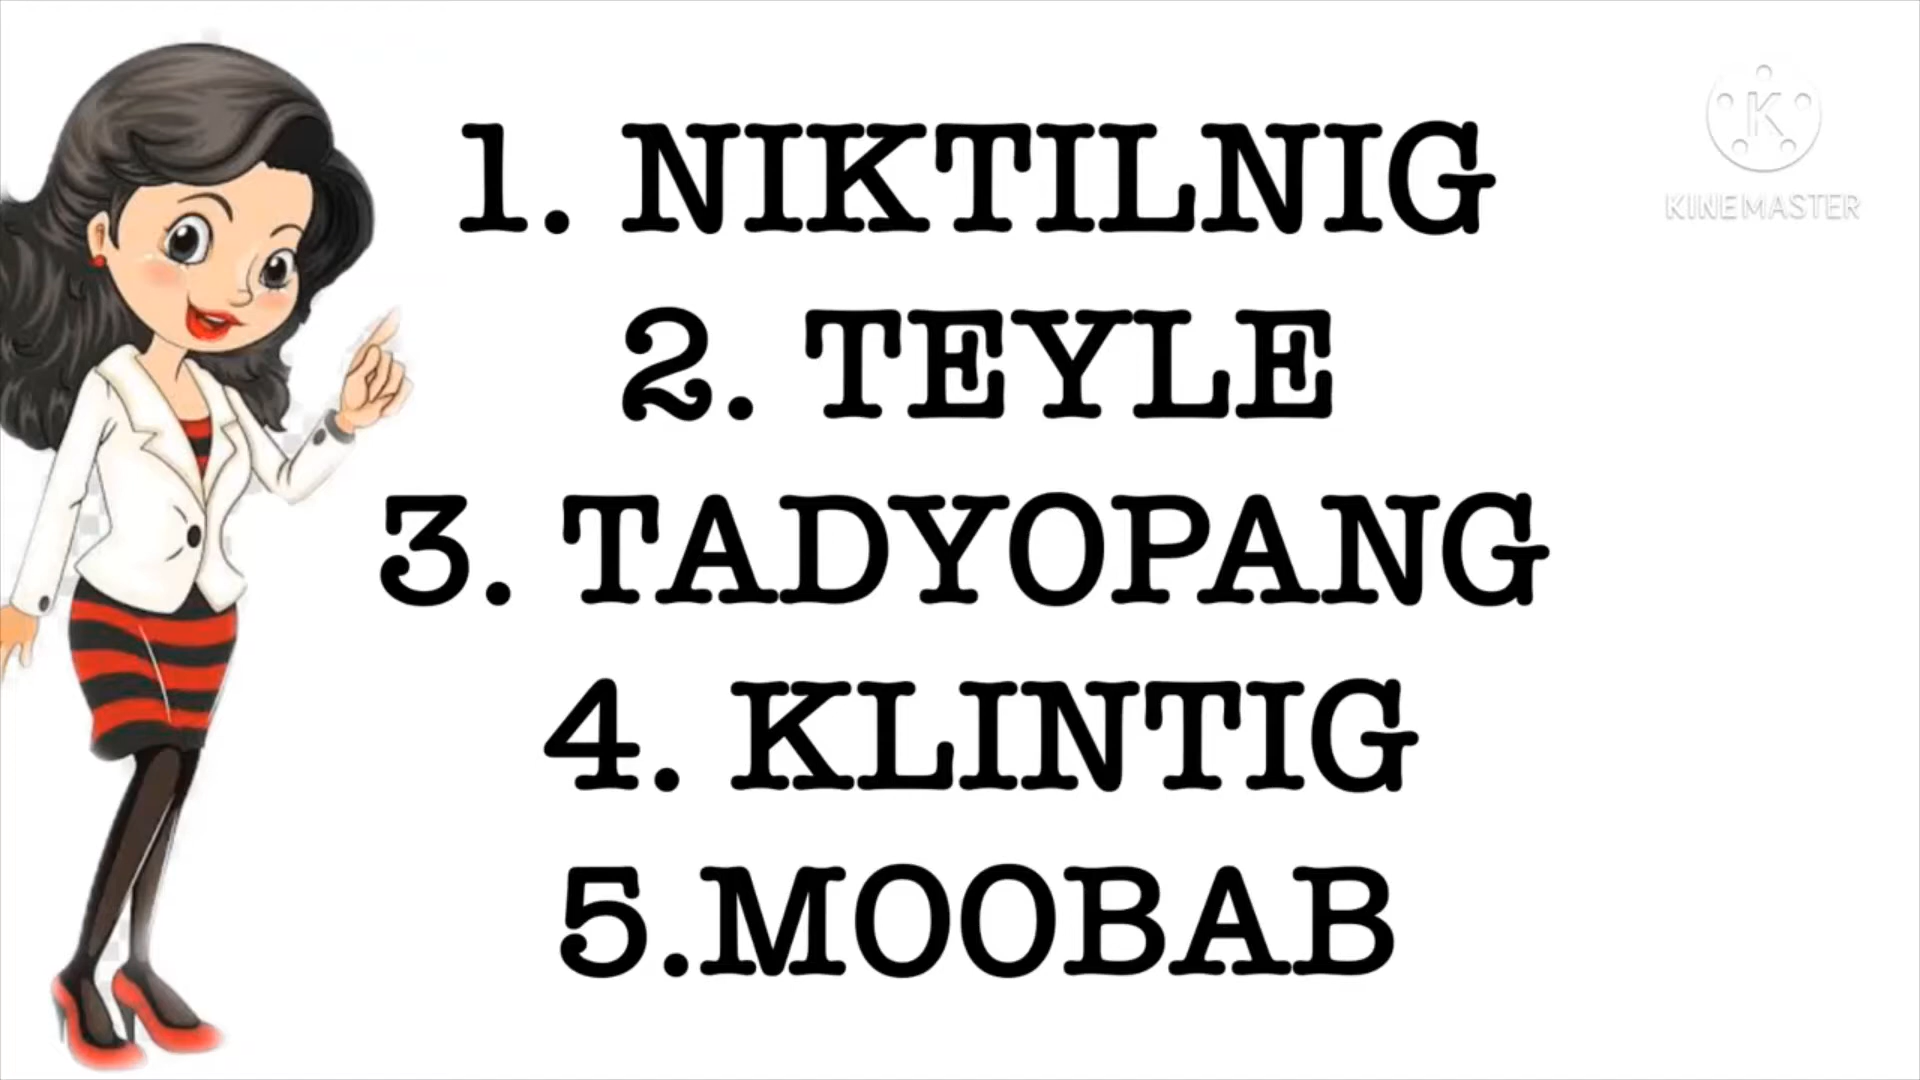 1. NIKTILNIG
2. TEYLE
3. TADYOPANG
4. KLINTIG
5.MOOBAB
KINEMASTER